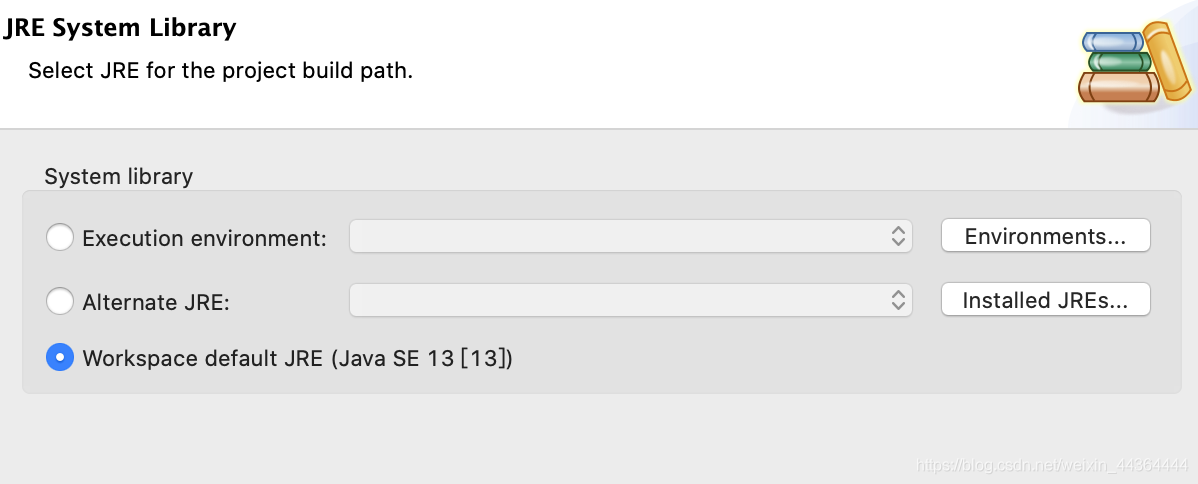 JRE System Library
Select JRE for the project build path.
System library
Execution environment:
Environments...
Alternate JRE:
Installed JREs...
Workspace default JRE (Java SE 13 [13])
https://blog.csdn.net/weixin_44364444